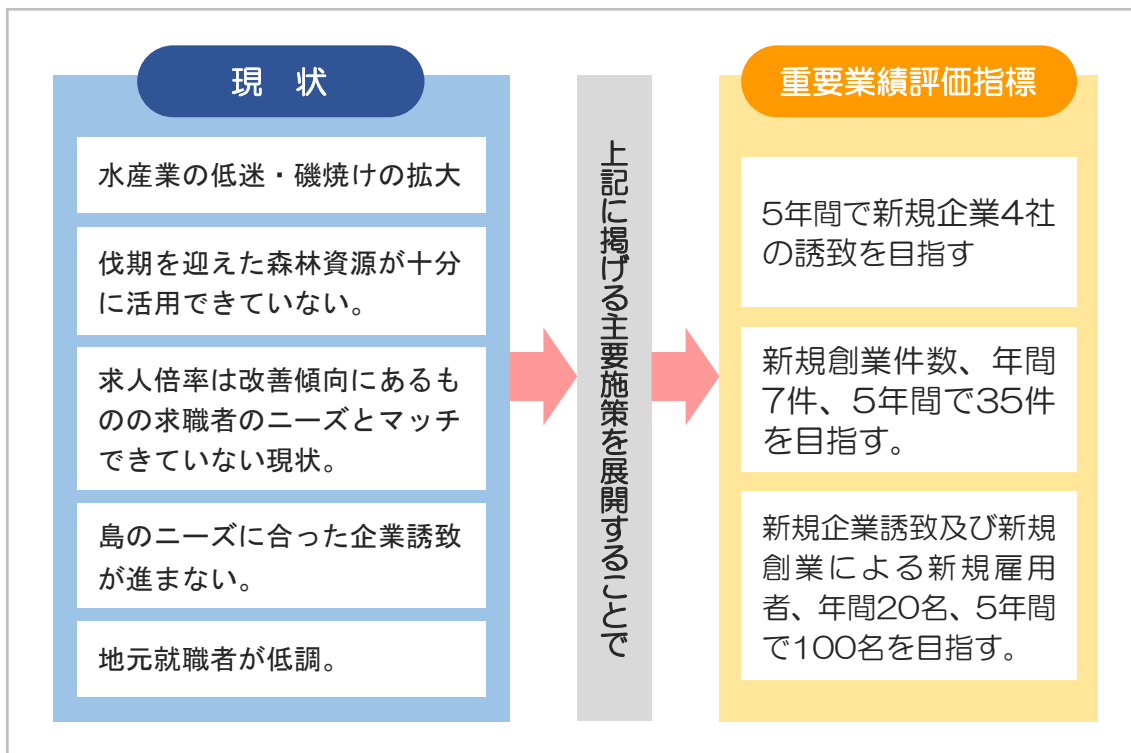 現 状
水産業の低迷・磯焼けの拡大
伐期を迎えた森林資源が十分
に活用できていない。
求人倍率は改善傾向にあるも
のの求職者のニーズとマッチ
できていない現状。
島のニーズに合った企業誘致
が進まない。
地元就職者が低調。
上記に掲げる主要施策を展開することで
重要業績評価指標
5年間で新規企業4社
の誘致を目指す
新規創業件数、年間
7件、5年間で35件
を目指す。
新規企業誘致及び新規
創業による新規雇用
者、年間20名、5年間
で100名を目指す。